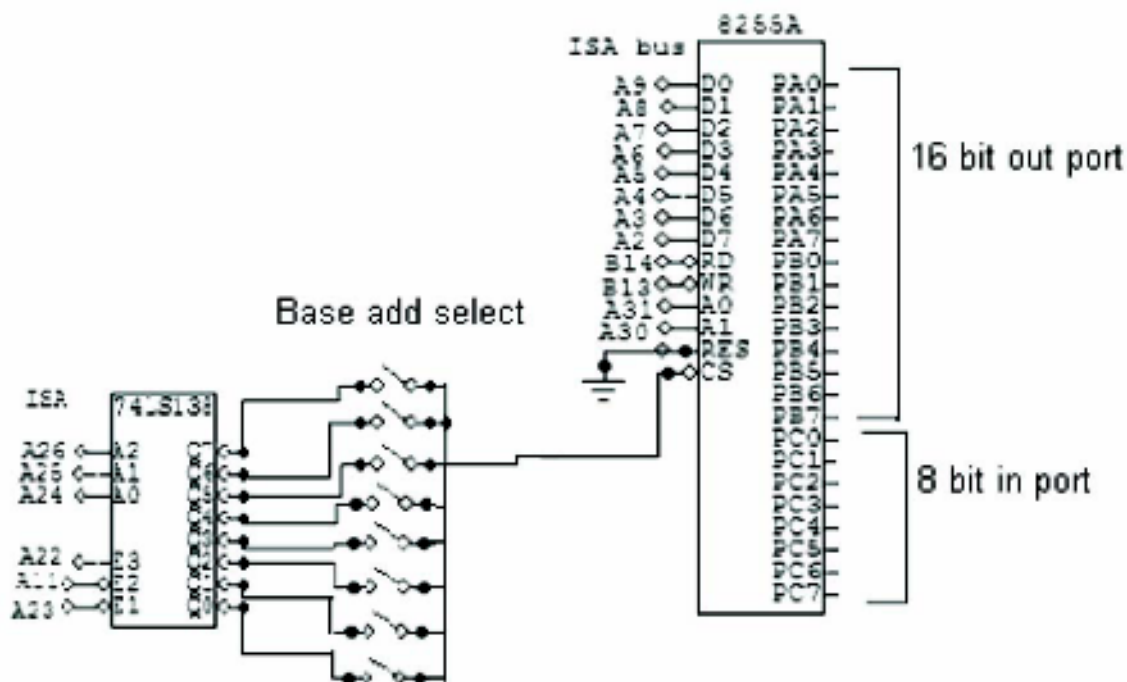 8255A
ISA bus
A9 D0 PA0
A8 D1 PA1
A7 D2 PA2
A6 D3 PA3
A5 D4 PA4
A4 D5 PA5
A3 D6 PA6
A2 D7 PA7
B14 RD PB0
B13 WR PB1
A31 A0 PB2
A30 A1 PB3
RES PB4
CS PB5
PB6
PB7
PC0
PC1
PC2
PC3
PC4
PC5
PC6
PC7
16 bit out port
8 bit in port
Base add select
ISA
74LS138
A26 A2
A25 A1
A24 A0
A22 E3
A11 E2
A23 E1